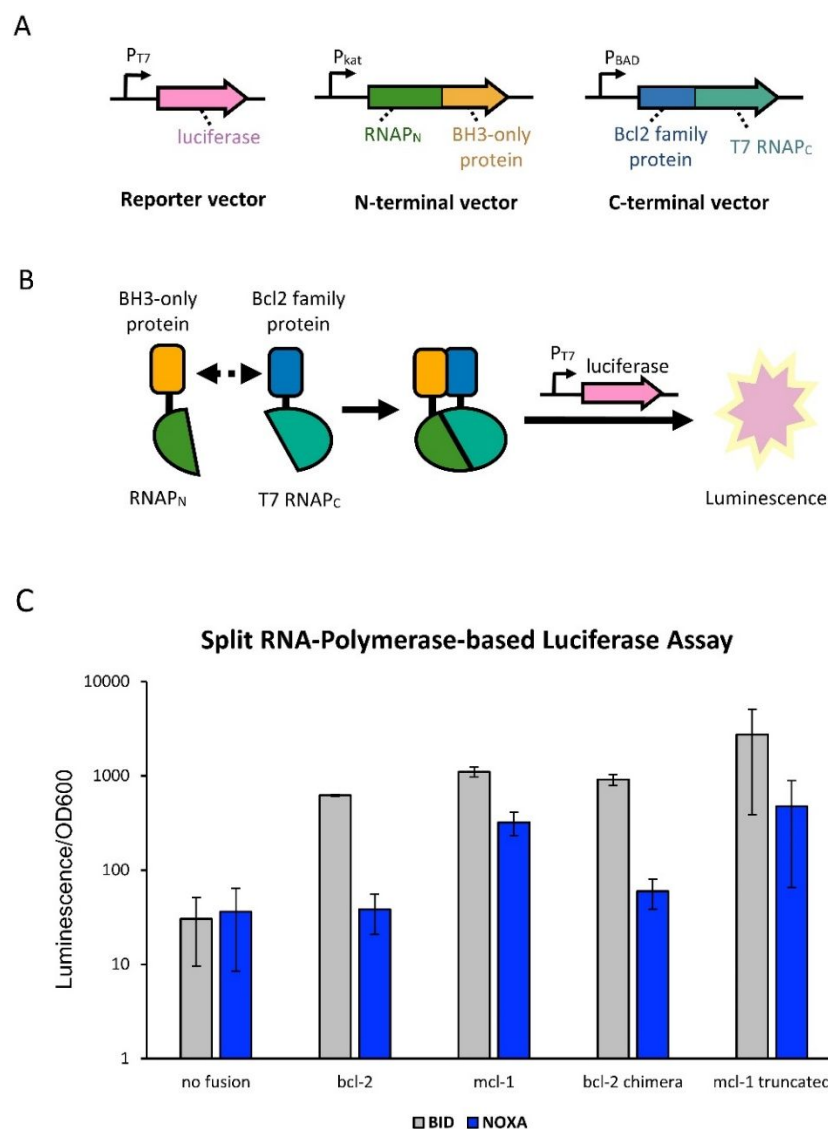 A
PT7
Pkat
PBAD
luciferase
RNAPN
BH3-only
protein
Bcl2 family
protein
T7 RNAPC
Reporter vector
N-terminal vector
C-terminal vector
B
BH3-only
protein
Bcl2 family
protein
PT7
luciferase
RNAPN
T7 RNAPC
Luminescence
C
Split RNA-Polymerase-based Luciferase Assay
Luminescence/OD600
10000
1000
100
10
1
no fusion
bcl-2
mcl-1
bcl-2 chimera
mcl-1 truncated
BID
NOXA